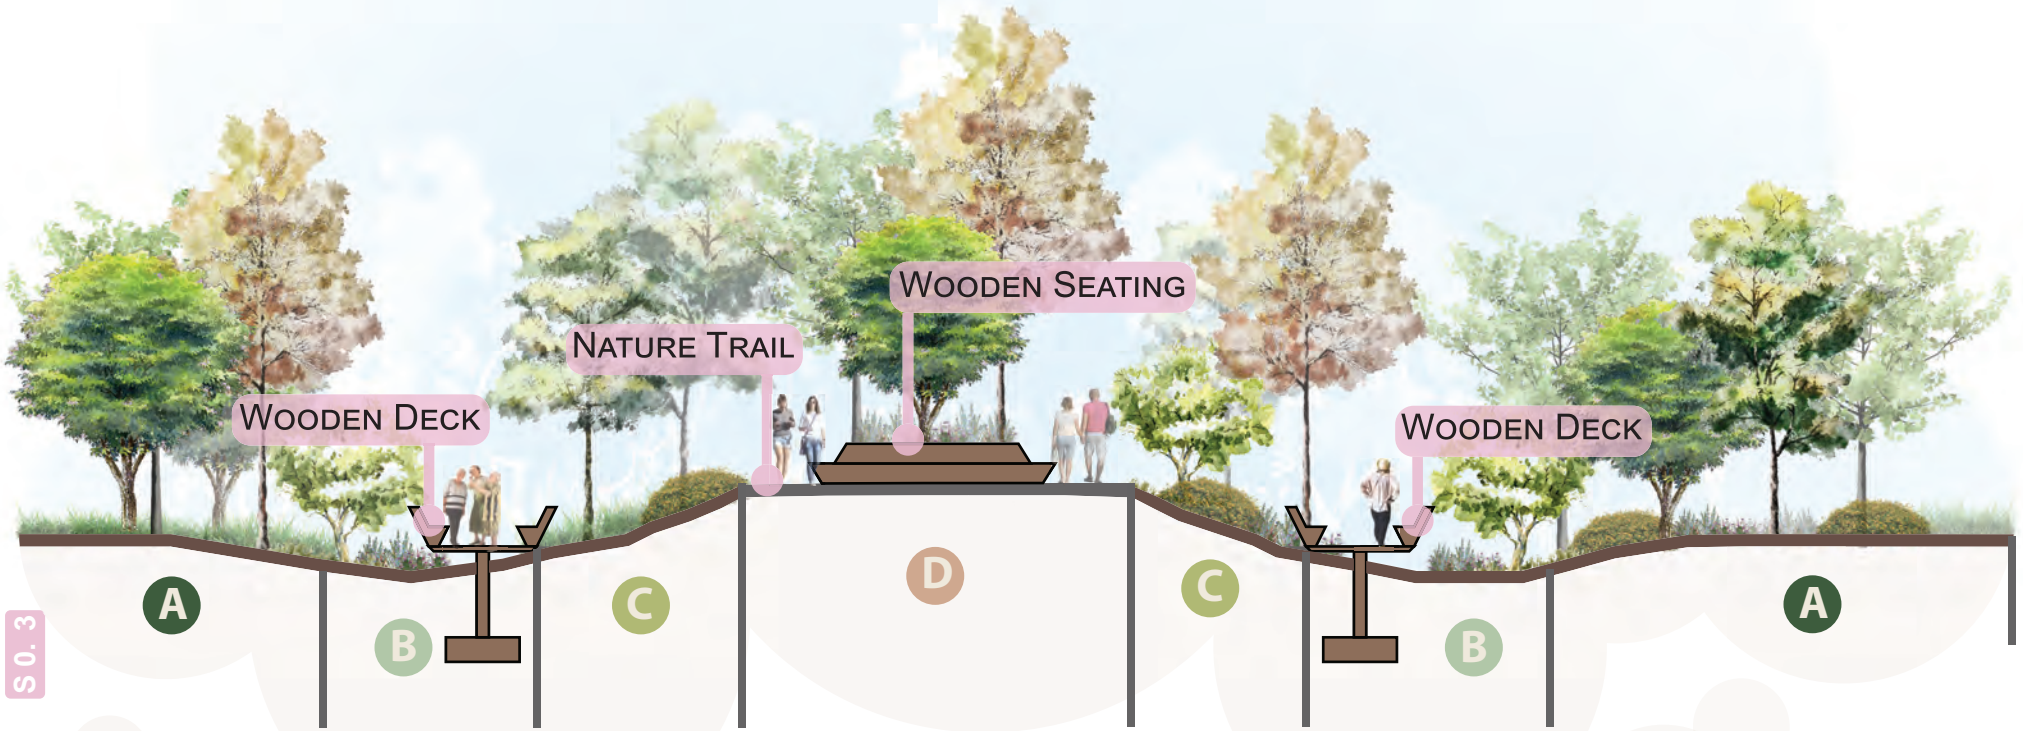 WOODEN SEATING
NATURE TRAIL
WOODEN DECK
WOODEN DECK
A
B
C
D
C
B
A
S 0. 3